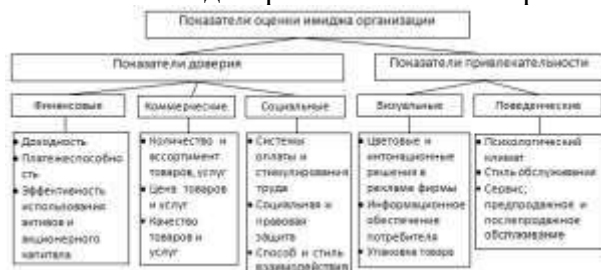 Показатели оценки имиджа организации
Показатели доверия
Показатели привлекательности
Финансовые
Коммерческие
Социальные
Визуальные
Поведенческие
• Доходность
• Платежеспособно
сть
• Эффективность
использования
активов и
акционерного
капитала
• Количество и
ассортимент
товаров, услуг
• Цена товаров
и услуг
• Качество
товаров и
услуг
• Системы
оплаты и
стимулирования
труда
• Социальная и
правовая
защита
• Способ и стиль
взаимодействия
• Цветовые и
интонационные
решения в
рекламе фирмы
• Информационное
обеспечение
потребителя
• Упаковка товара
• Психологический
климат
• Стиль обслуживания
• Сервис;
предпродажное и
послепродажное
обслуживание